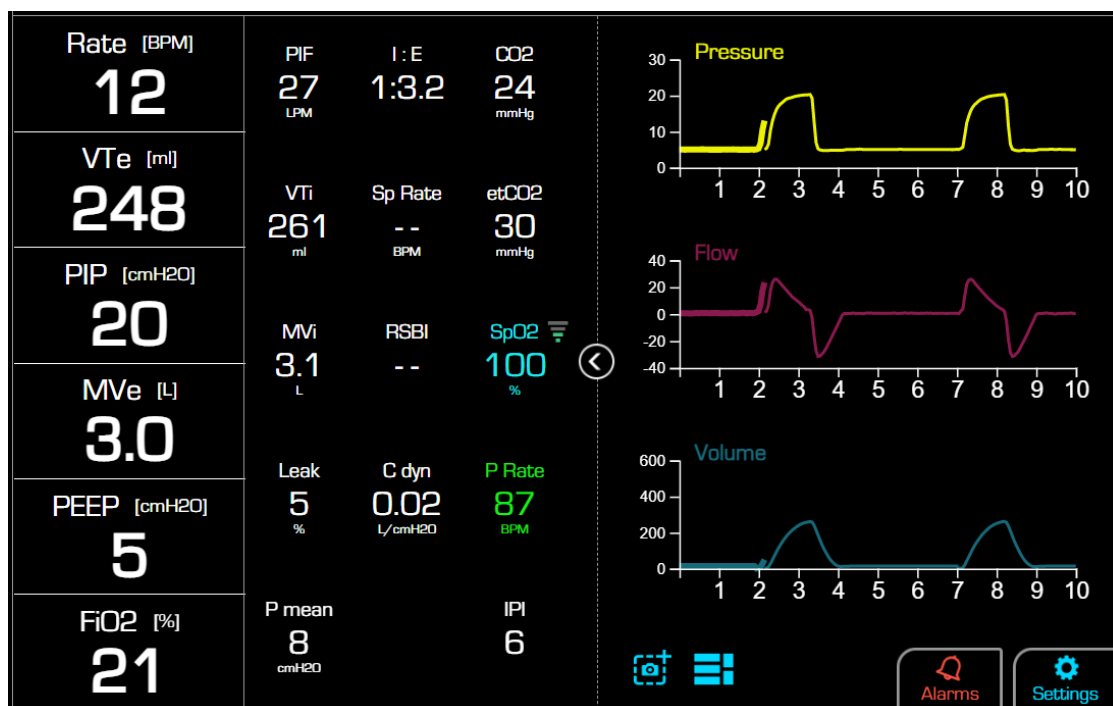 Rate [BPM]
12
VTe [ml]
248
PIP [cmH2O]
20
MVe [L]
3.0
PEEP [cmH2O]
5
FiO2 [%]
21
PIF I : E CO2
27 1:3.2 24
LPM mmHg
VTi Sp Rate etCO2
261 -- 30
ml BPM mmHg
MVi RSBI SpO2
3.1 -- 100
L %
Leak C dyn P Rate
5 0.02 87
% L/cmH2O BPM
P mean IPI
8 6
cmH2O
Pressure
30
20
10
0
1 2 3 4 5 6 7 8 9 10
Flow
40
20
0
-20
-40
1 2 3 4 5 6 7 8 9 10
Volume
600
400
200
0
1 2 3 4 5 6 7 8 9 10
Alarms Settings